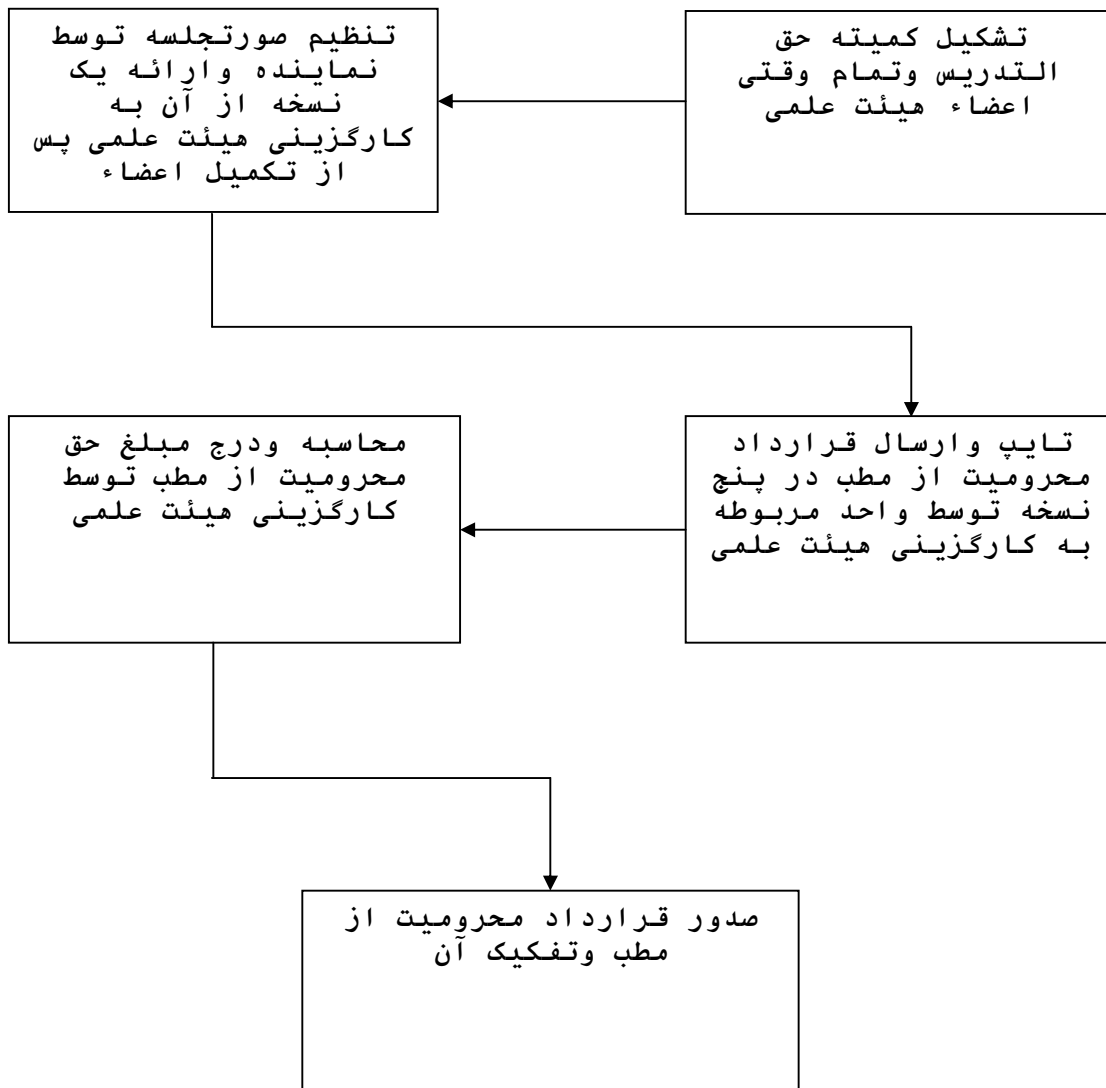 تشکیل کمیته حق
التدریس وتمام وقتی
اعضاء هیئت علمی
تنظیم صورتجلسه توسط
نماینده وارائه یک
نسخه از آن به
کارگزینی هیئت علمی پس
از تکمیل اعضاء
تایپ وارسال قرارداد
محرومیت از مطب در پنج
نسخه توسط واحد مربوطه
به کارگزینی هیئت علمی
محاسبه ودرج مبلغ حق
محرومیت از مطب توسط
کارگزینی هیئت علمی
صدور قرارداد محرومیت از
مطب وتفکیک آن